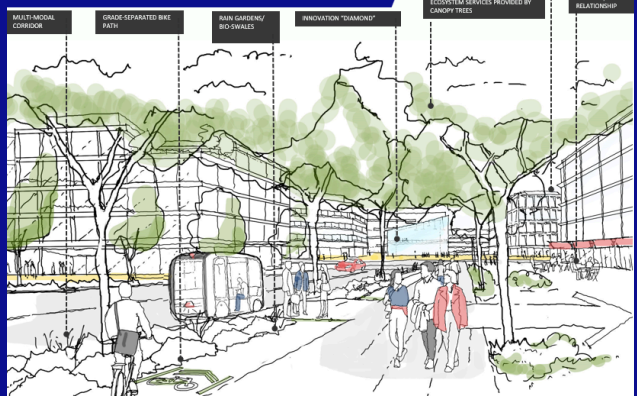 MULTI-MODAL
CORRIDOR
GRADE-SEPARATED BIKE
PATH
RAIN GARDENS/
BIO-SWALES
INNOVATION "DIAMOND"
ECOSYSTEM SERVICES PROVIDED BY
CANOPY TREES
RELATIONSHIP